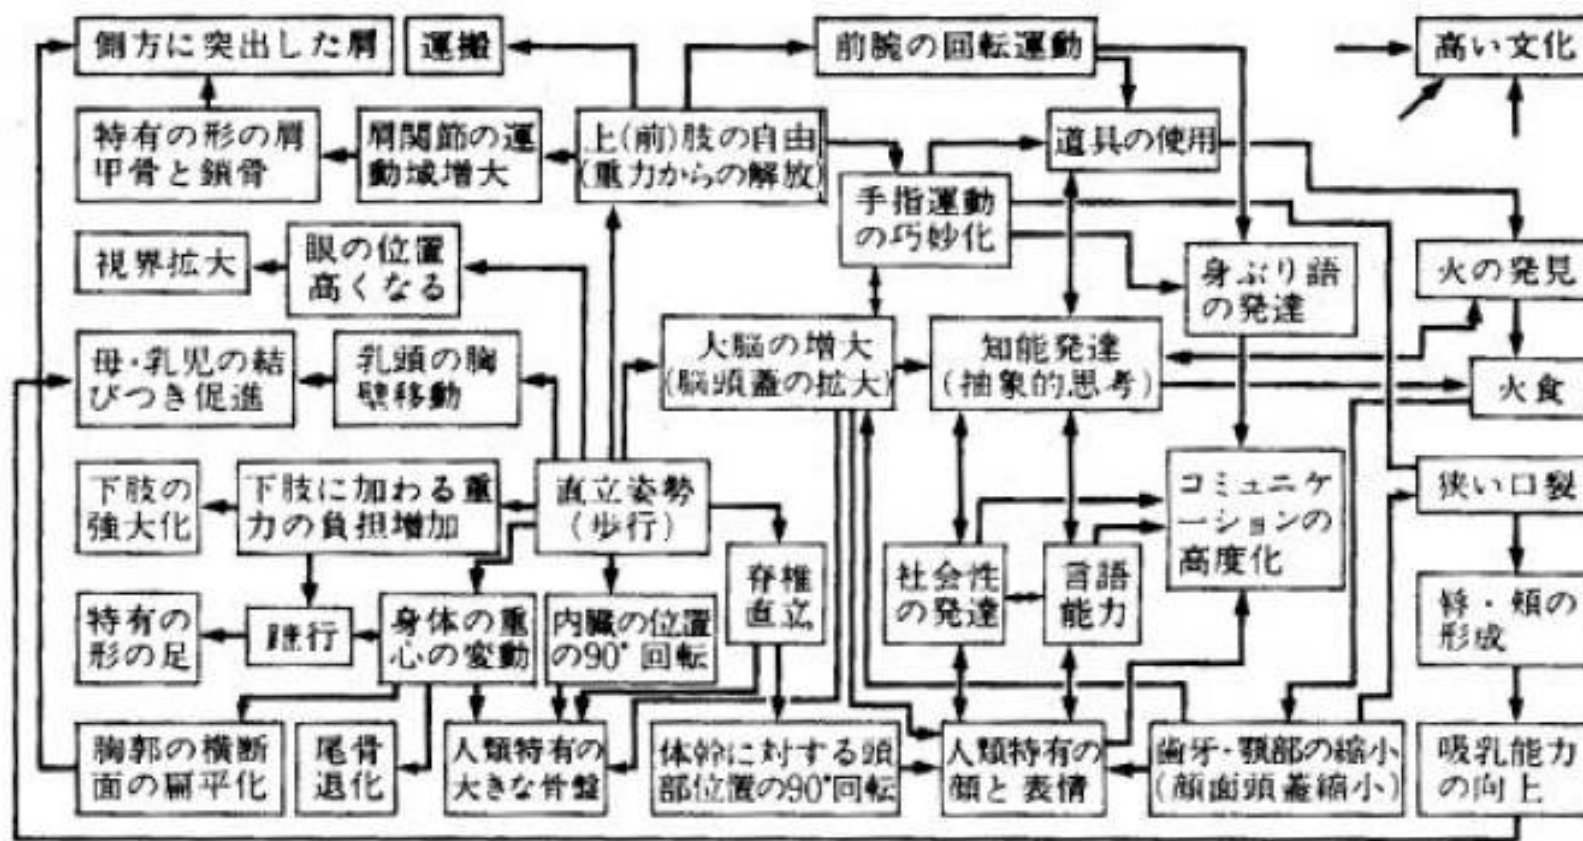 側方に突出した肩
運搬
前腕の回転運動
高い文化
特有の形の肩
甲骨と鎖骨
肩関節の運
動域増大
上(前)肢の自由
(重力からの解放)
道具の使用
手指運動
の巧妙化
視界拡大
眼の位置
高くなる
身ぶり語
の発達
火の発見
母・乳児の結
びつき促進
乳頭の胸
壁移動
大脳の増大
(脳頭蓋の拡大)
知能発達
(抽象的思考)
火食
下肢の
強大化
下肢に加わる重
力の負担増加
直立姿勢
(歩行)
脊椎
直立
社会性
の発達
言語
能力
コミュニケ
ーションの
高度化
狭い口裂
特有の
形の足
行
身体の重
心の変動
内臓の位置
の90°回転
・頬の
形成
胸郭の横断
面の扁平化
尾骨
退化
人類特有の
大きな骨盤
体幹に対する頭
部位置の90°回転
人類特有の
顔と表情
歯牙・顎部の縮小
(顔面頭蓋縮小)
吸乳能力
の向上